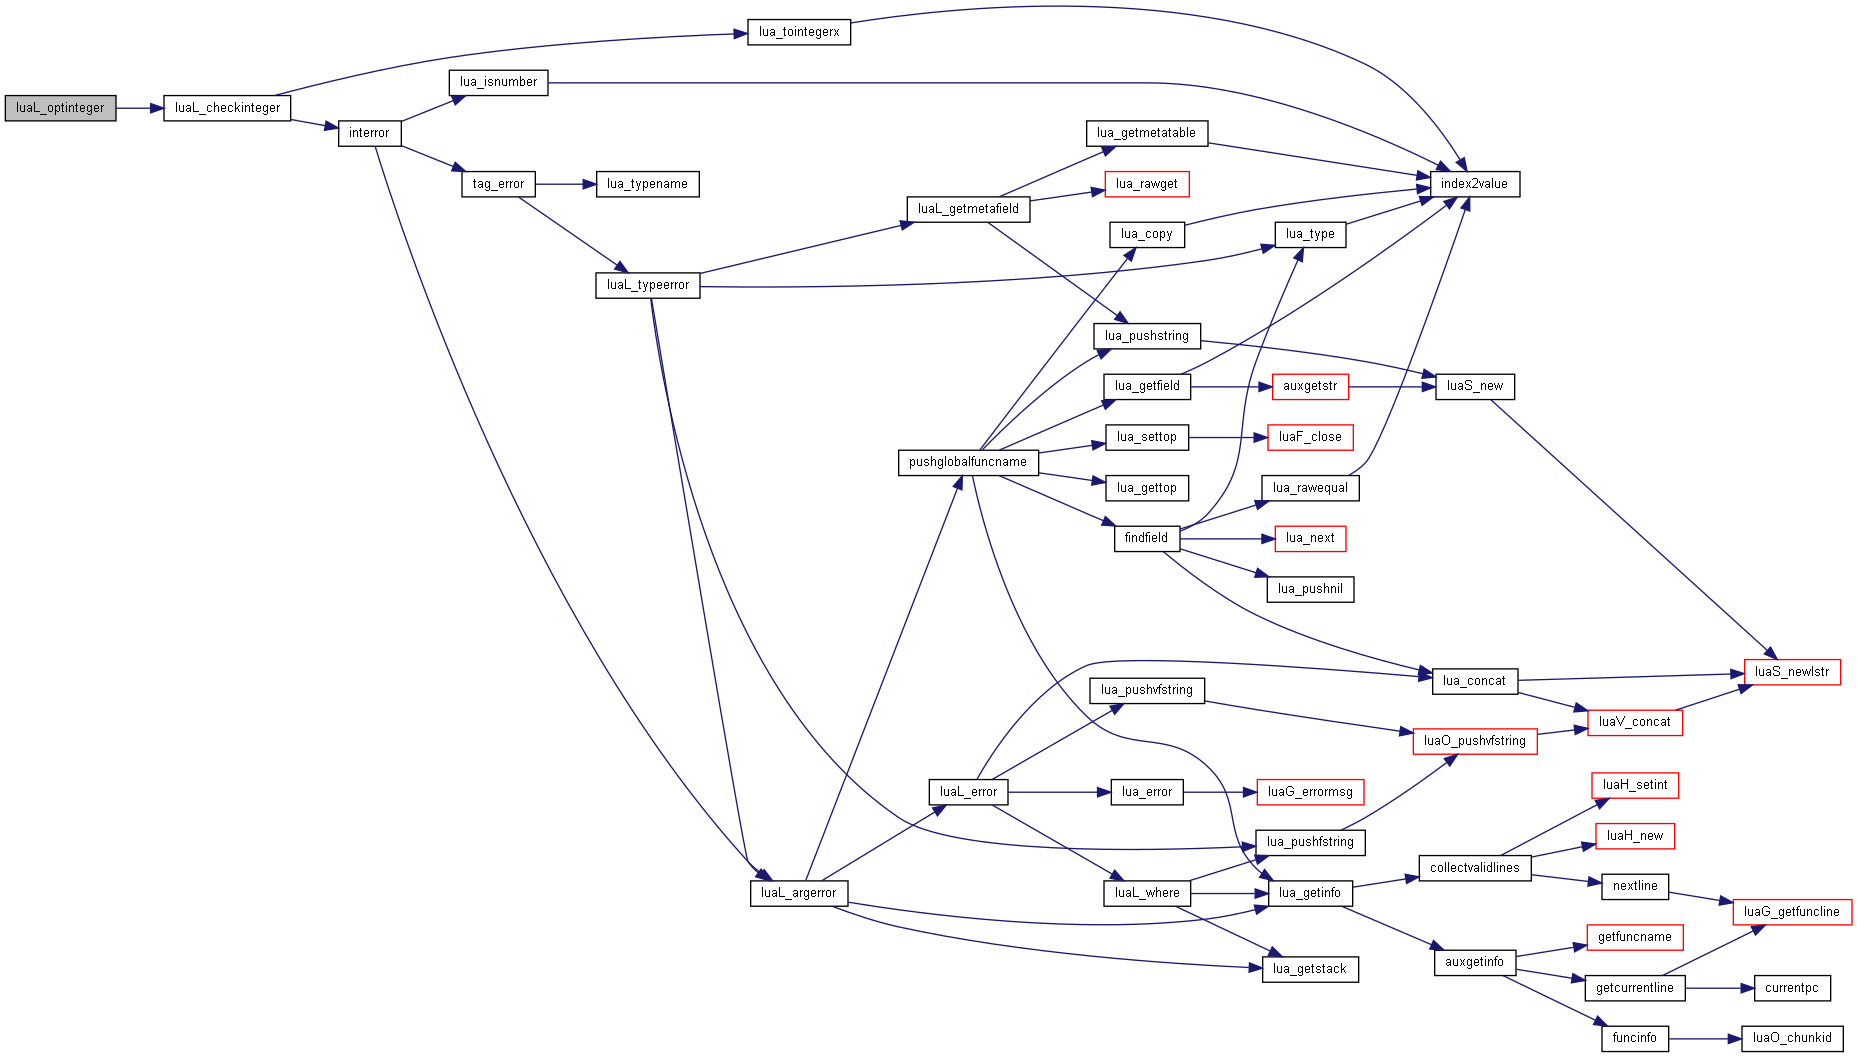 lua_tointegerx
lua_isnumber
luaL_optinteger
luaL_checkinteger
interror
lua_getmetatable
tag_error
lua_typename
lua_rawget
index2value
luaL_getmetafield
lua_copy
lua_type
luaL_typeerror
lua_pushstring
lua_getfield
auxgetstr
luaS_new
lua_settop
luaF_close
pushglobalfuncname
lua_gettop
lua_rawequal
findfield
lua_next
lua_pushnil
lua_concat
luaS_newlstr
lua_pushvfstring
luaV_concat
luaO_pushvfstring
luaL_error
lua_error
luaG_errormsg
luaH_setint
lua_pushfstring
luaH_new
collectvalidlines
luaL_argerror
luaL_where
lua_getinfo
nextline
luaG_getfuncline
getfuncname
lua_getstack
auxgetinfo
getcurrentline
currentpc
funcinfo
luaO_chunkid